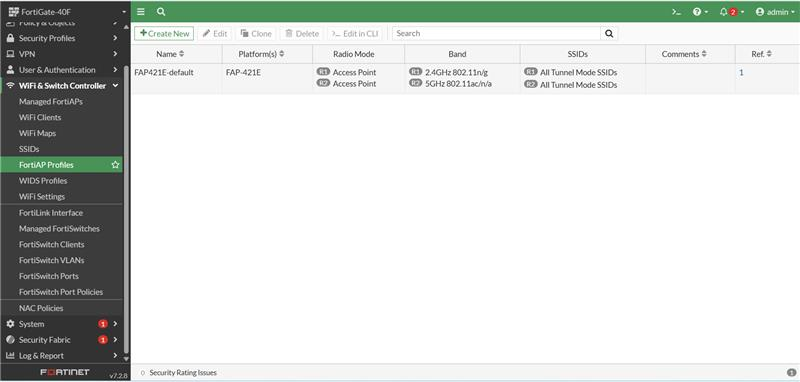 FortiGate-40F
2
admin
Policy & Objects
Security Profiles
VPN
User & Authentication
WiFi & Switch Controller
Managed FortiAPs
WiFi Clients
WiFi Maps
SSIDs
FortiAP Profiles
WIDS Profiles
WiFi Settings
FortiLink Interface
Managed FortiSwitches
FortiSwitch Clients
FortiSwitch VLANs
FortiSwitch Ports
FortiSwitch Port Policies
NAC Policies
System 1
Security Fabric 1
Log & Report
FORTINET v7.2.8
Create New Edit Clone Delete Edit in CLI Search
Name Platform(s) Radio Mode Band SSIDs Comments Ref.
FAP421E-default FAP-421E R1 Access Point R1 2.4GHz 802.11n/g R1 All Tunnel Mode SSIDs 1
R2 Access Point R2 5GHz 802.11ac/n/a R2 All Tunnel Mode SSIDs
0 Security Rating Issues 1